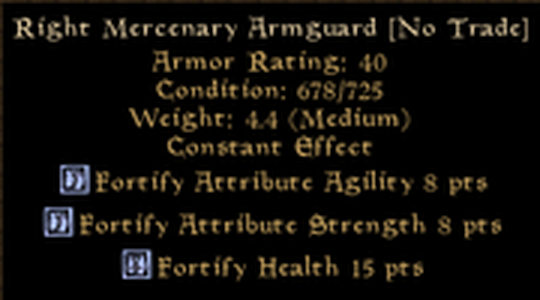 Right Mercenary Armguard [No Trade]
Armor Rating: 40
Condition: 678/725
Weight: 4.4 (Medium)
Constant Effect
Fortify Attribute Agility 8 pts
Fortify Attribute Strength 8 pts
Fortify Health 15 pts